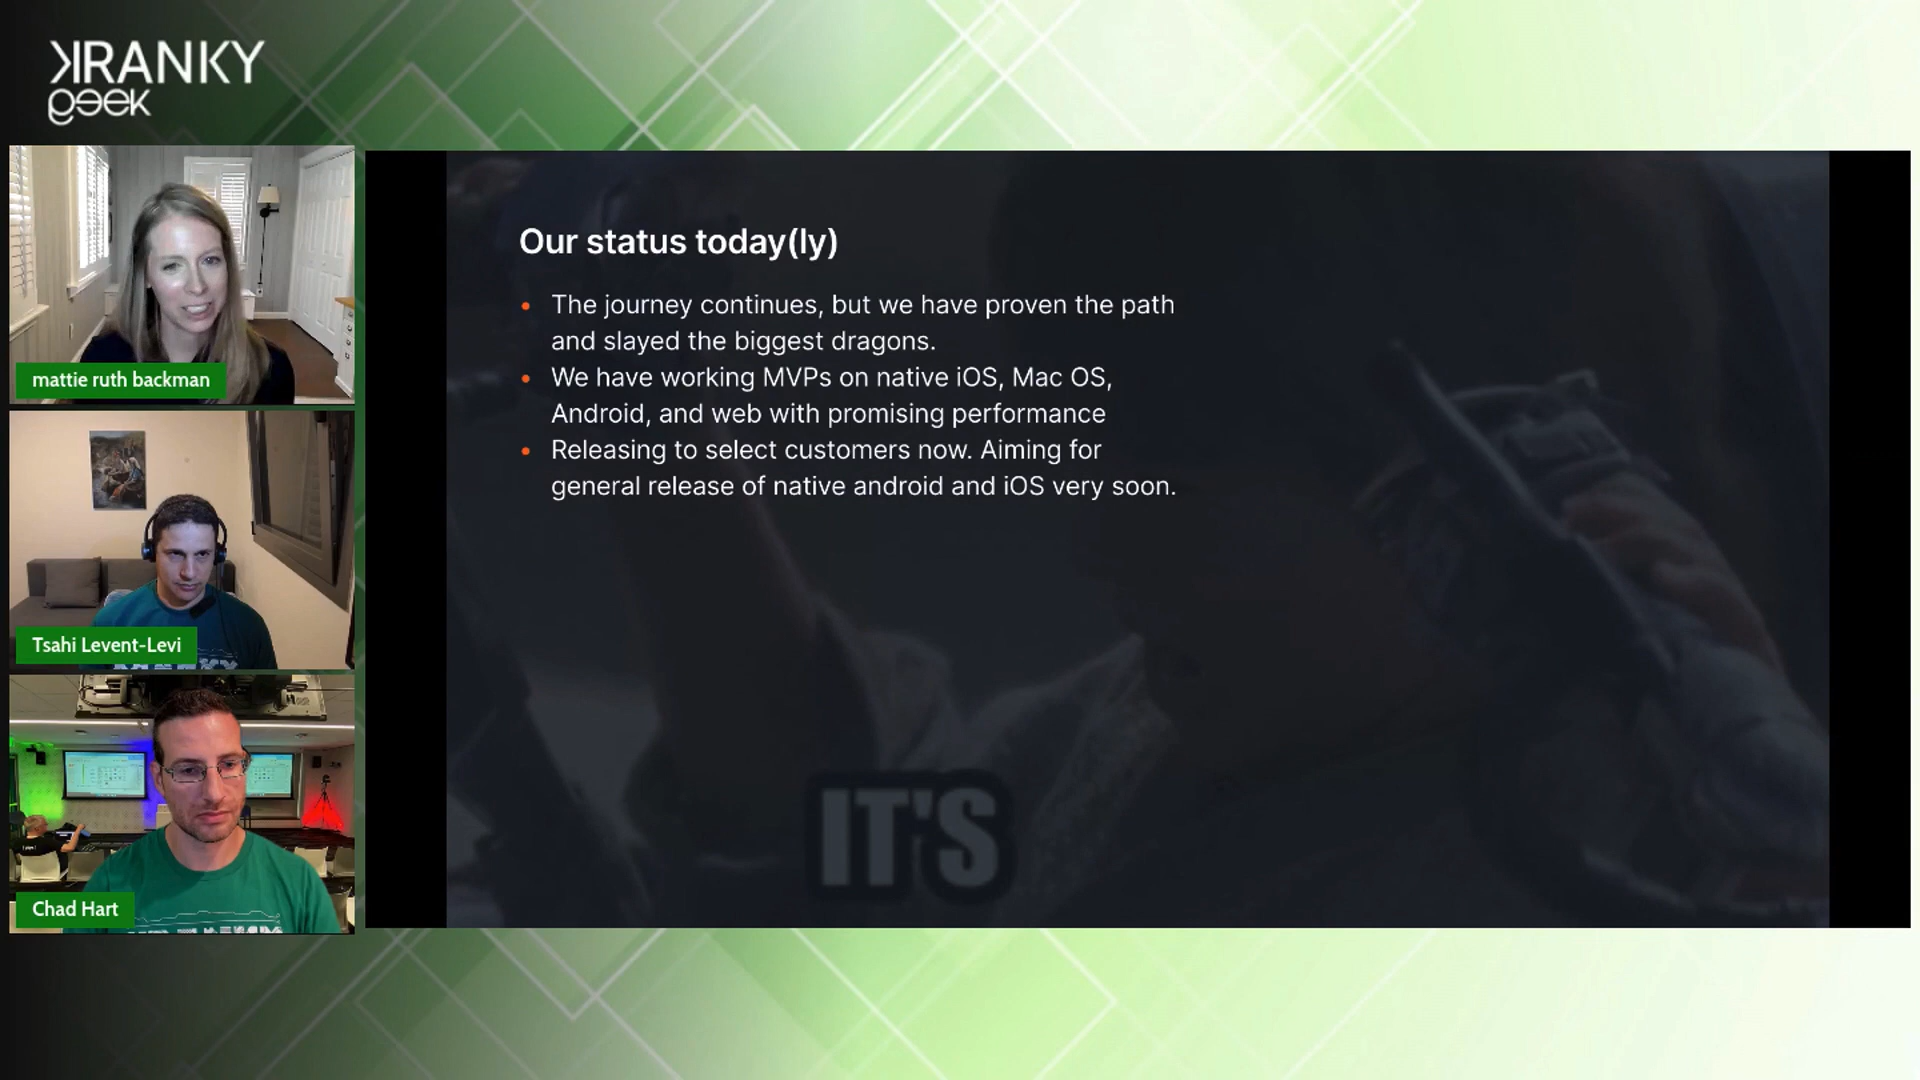 KRANKY
geek
mattie ruth backman
Tsahi Levent-Levi
Chad Hart
Our status today(ly)
• The journey continues, but we have proven the path
and slayed the biggest dragons.
• We have working MVPs on native iOS, Mac OS,
Android, and web with promising performance
• Releasing to select customers now. Aiming for
general release of native android and iOS very soon.
IT'S